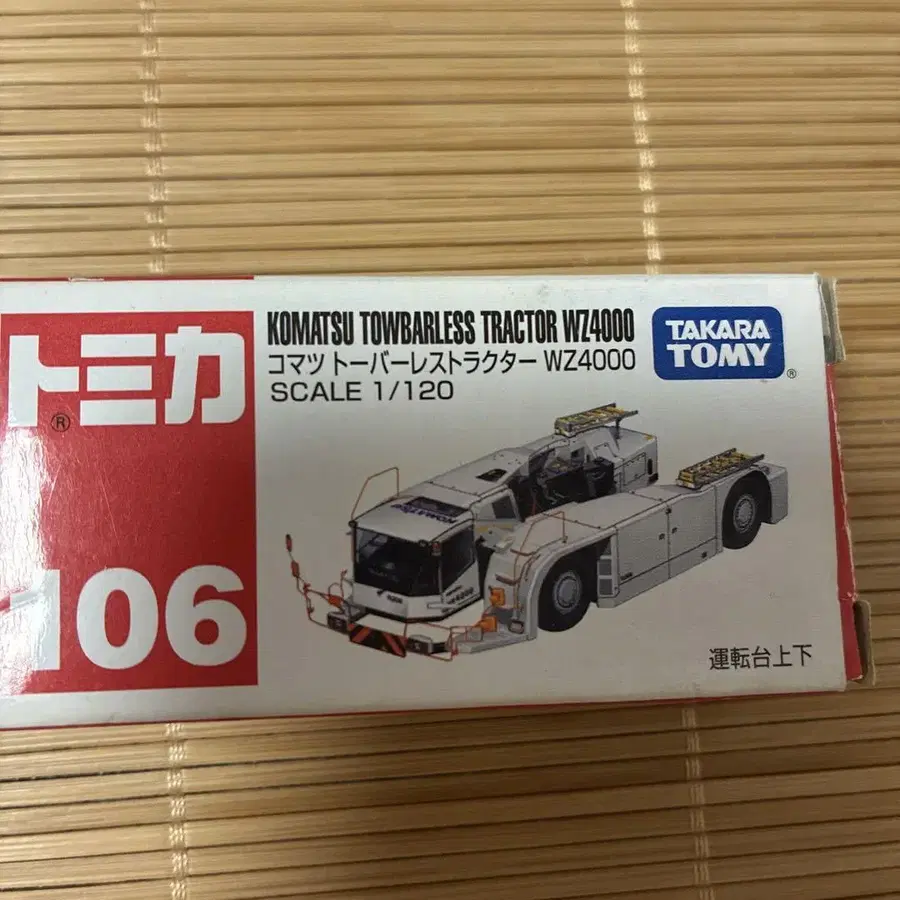 トミカ
®
106
KOMATSU TOWBARLESS TRACTOR WZ4000
コマツ トーバーレストラクター WZ4000
SCALE 1/120
TAKARA
TOMY
®
KOMATSU
運転台上下